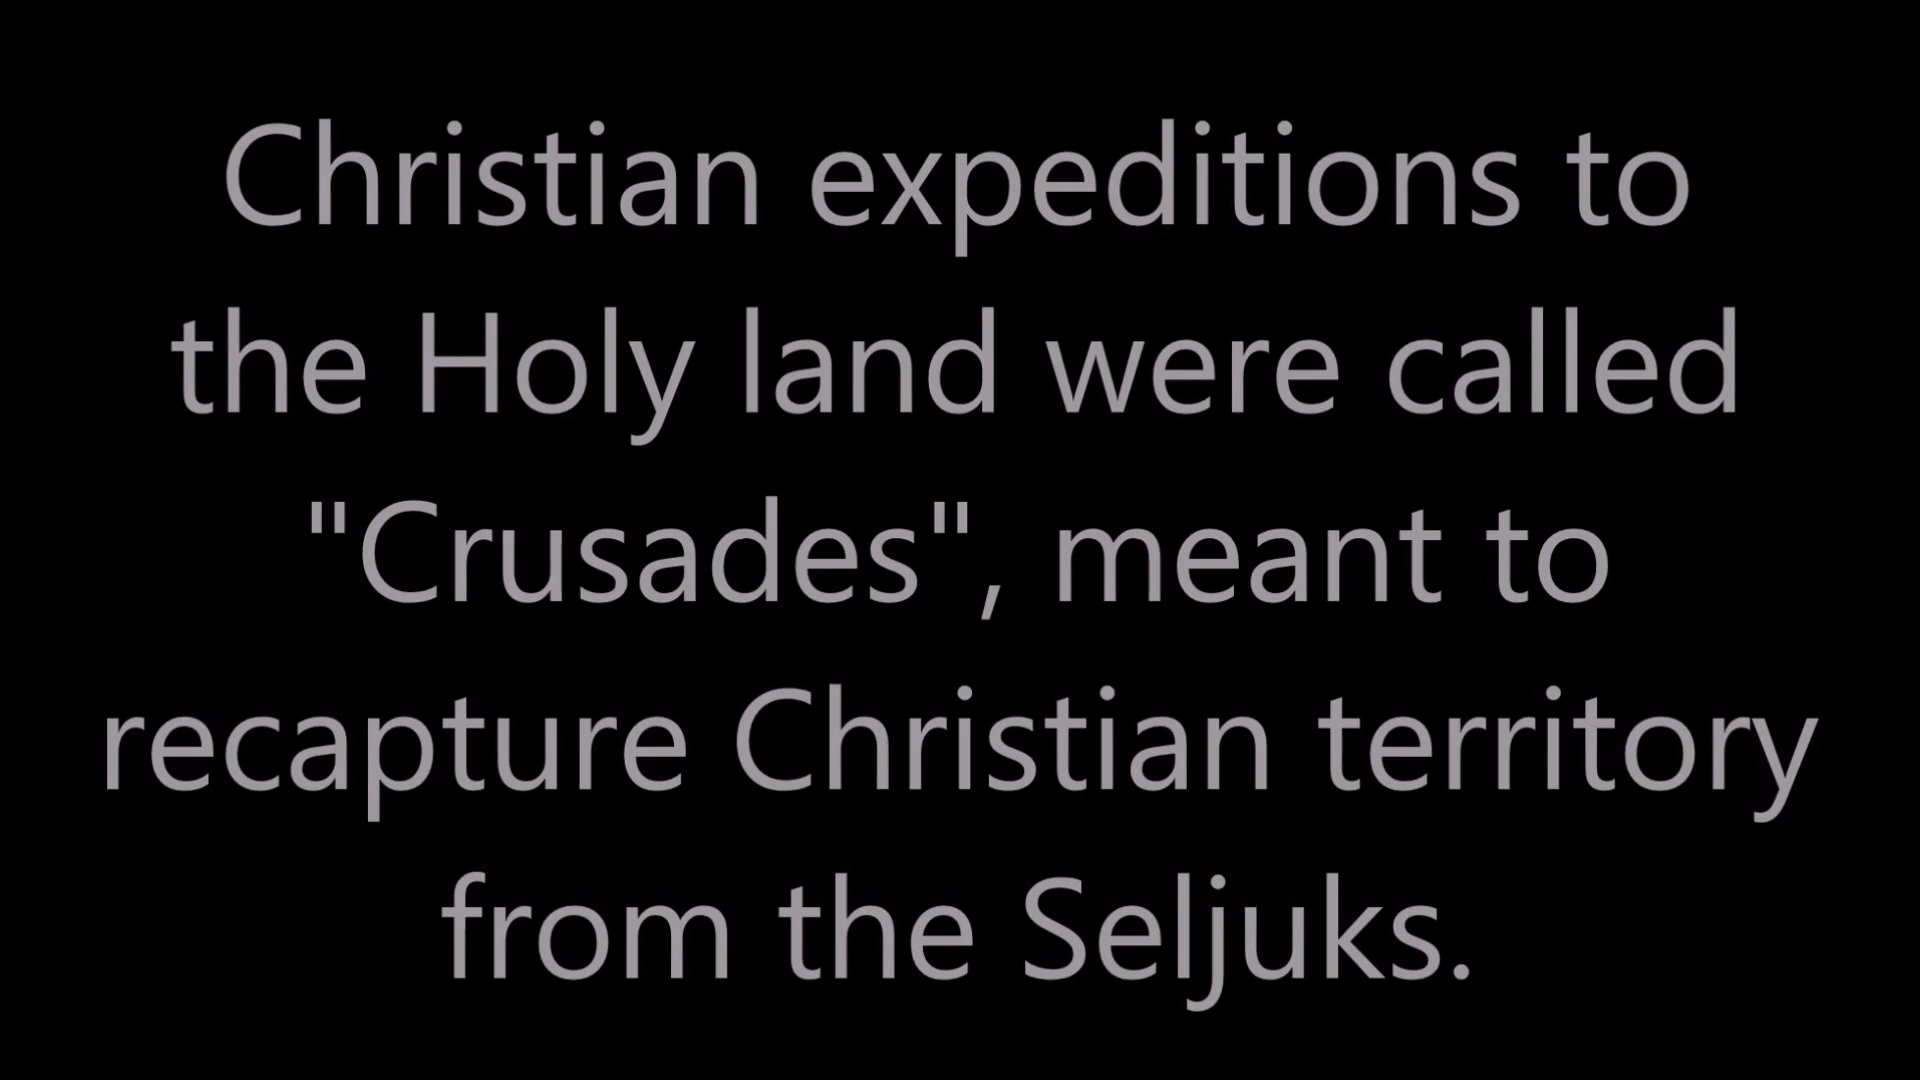 Christian expeditions to
the Holy land were called
"Crusades", meant to
recapture Christian territory
from the Seljuks.